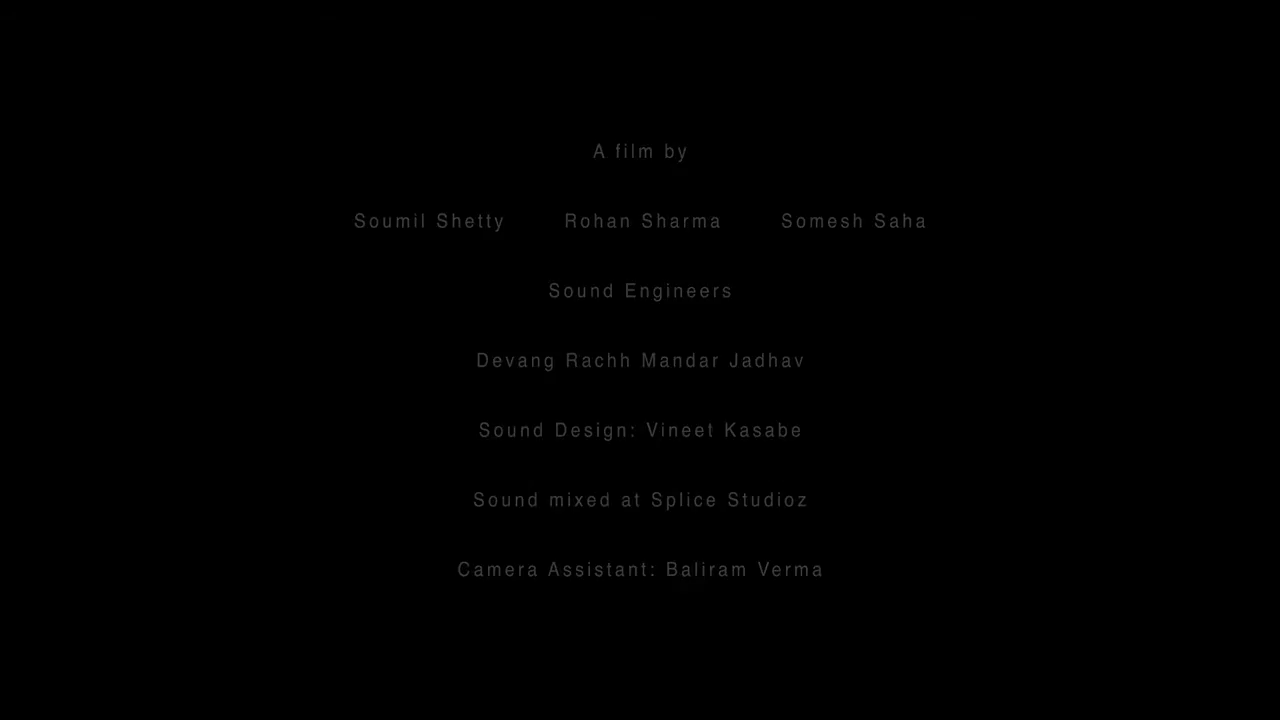 A film by
Soumil Shetty Rohan Sharma Somesh Saha
Sound Engineers
Devang Rachh Mandar Jadhav
Sound Design: Vineet Kasabe
Sound mixed at Splice Studioz
Camera Assistant: Baliram Verma